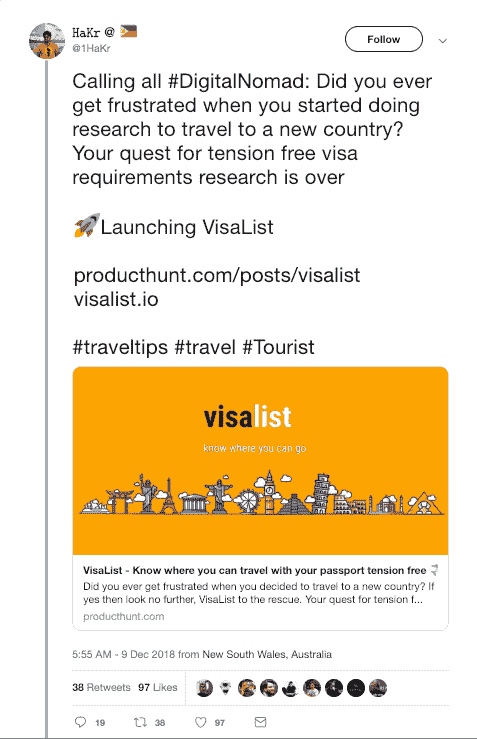 HaKr @
@1HaKr
Follow
Calling all #DigitalNomad: Did you ever
get frustrated when you started doing
research to travel to a new country?
Your quest for tension free visa
requirements research is over
🚀Launching VisaList
producthunt.com/posts/visalist
visalist.io
#traveltips #travel #Tourist
visalist
know where you can go
VisaList - Know where you can travel with your passport tension free
Did you ever get frustrated when you decided to travel to a new country? If
yes then look no further, VisaList to the rescue. Your quest for tension f...
producthunt.com
5:55 AM - 9 Dec 2018 from New South Wales, Australia
38 Retweets 97 Likes
19 38 97